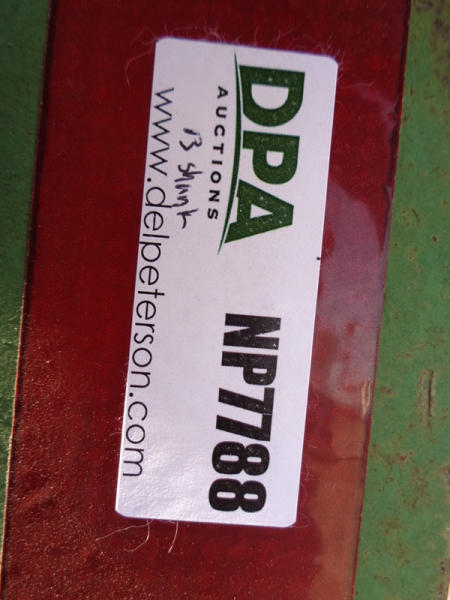 DPA
AUCTIONS
NP7788
13 shank
www.delpeterson.com